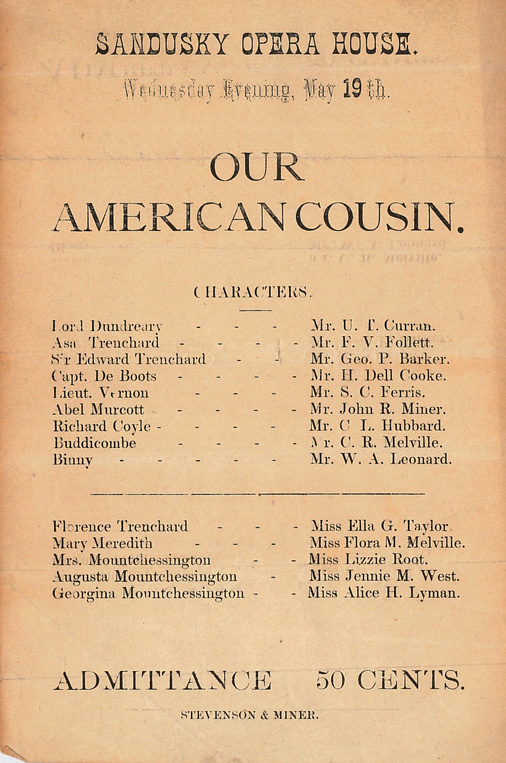 SANDUSKY OPERA HOUSE.
Wednesday Evening, May 19th.
OUR
AMERICAN COUSIN.
CHARACTERS.
Lord Dundreary - - - Mr. U. T. Curran.
Asa Trenchard - - - - - Mr. F. V. Follett.
Sir Edward Trenchard - - Mr. Geo. P. Barker.
Capt. De Boots - - - - Mr. H. Dell Cooke.
Lieut. Vernon - - - - Mr. S. C. Ferris.
Abel Murcott - - - - - Mr. John R. Miner.
Richard Coyle - - - - - Mr. C L. Hubbard.
Buddicombe - - - - - Mr. C. R. Melville.
Binny - - - - - Mr. W. A. Leonard.
Florence Trenchard - - - Miss Ella G. Taylor.
Mary Meredith - - - - Miss Flora M. Melville.
Mrs. Mountchessington - - Miss Lizzie Root.
Augusta Mountchessington - Miss Jennie M. West.
Georgina Mountchessington - - Miss Alice H. Lyman.
ADMITTANCE 50 CENTS.
STEVENSON & MINER.